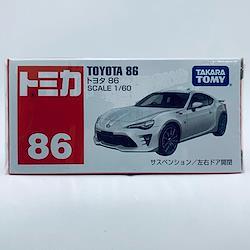 トミカ
86
TOYOTA 86
トヨタ 86
SCALE 1/60
TAKARA
TOMY
サスペンション/左右ドア開閉